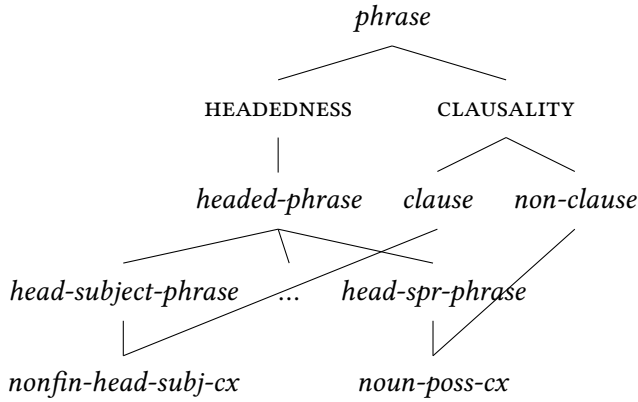 phrase
HEADEDNESS CLAUSALITY
headed-phrase clause non-clause
head-subject-phrase ... head-spr-phrase
nonfin-head-subj-cx noun-poss-cx